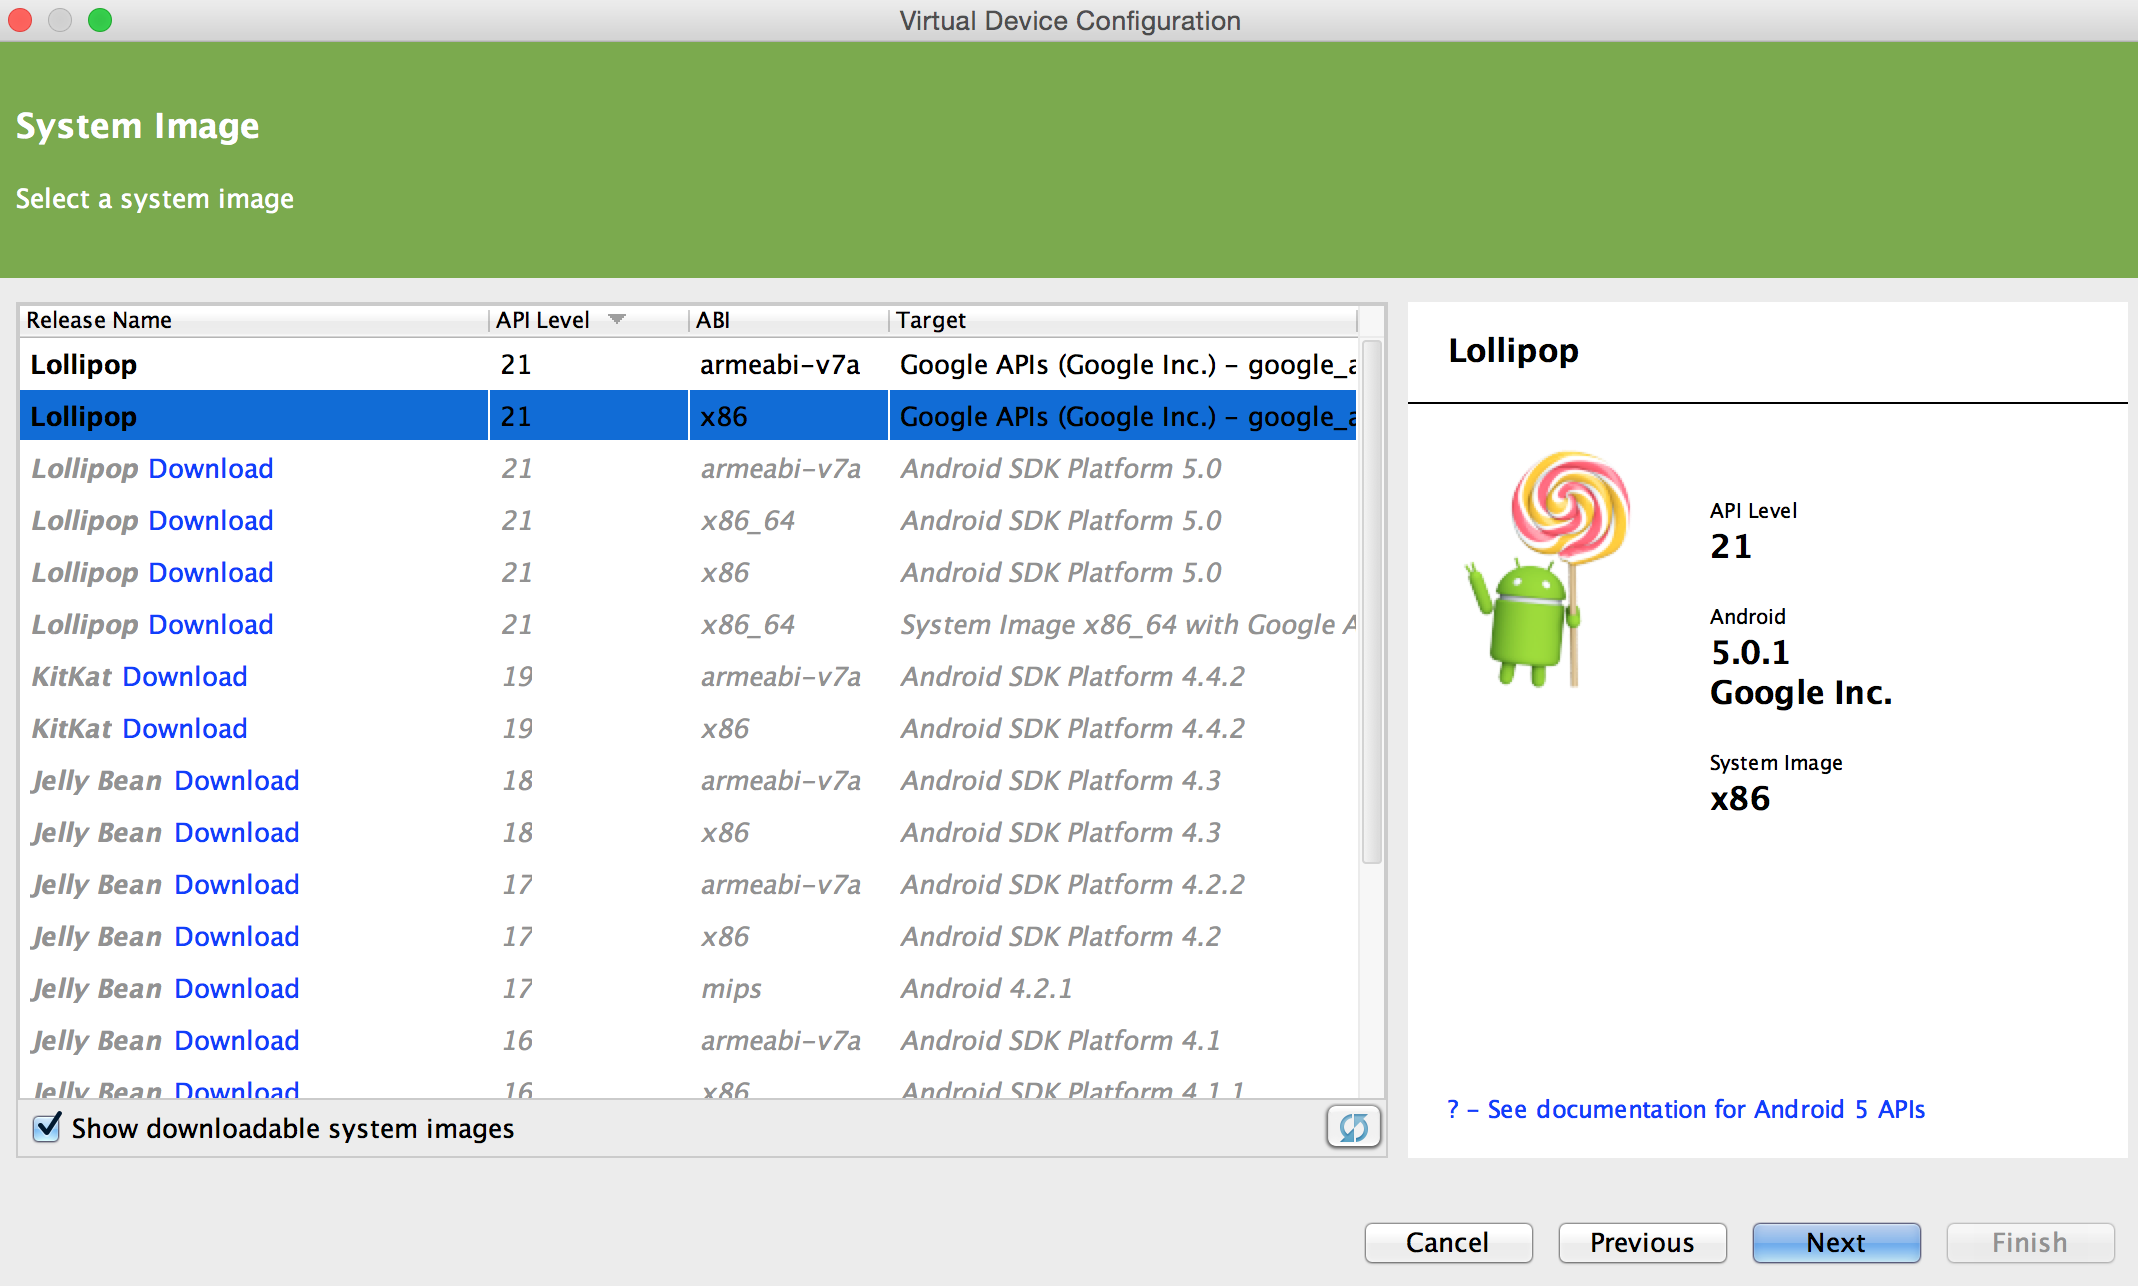 Virtual Device Configuration
System Image
Select a system image
Release Name API Level ABI Target
Lollipop 21 armeabi-v7a Google APIs (Google Inc.) - google_a
Lollipop 21 x86 Google APIs (Google Inc.) - google_a
Lollipop Download 21 armeabi-v7a Android SDK Platform 5.0
Lollipop Download 21 x86_64 Android SDK Platform 5.0
Lollipop Download 21 x86 Android SDK Platform 5.0
Lollipop Download 21 x86_64 System Image x86_64 with Google A
KitKat Download 19 armeabi-v7a Android SDK Platform 4.4.2
KitKat Download 19 x86 Android SDK Platform 4.4.2
Jelly Bean Download 18 armeabi-v7a Android SDK Platform 4.3
Jelly Bean Download 18 x86 Android SDK Platform 4.3
Jelly Bean Download 17 armeabi-v7a Android SDK Platform 4.2.2
Jelly Bean Download 17 x86 Android SDK Platform 4.2
Jelly Bean Download 17 mips Android 4.2.1
Jelly Bean Download 16 armeabi-v7a Android SDK Platform 4.1
Jelly Bean Download 16 x86 Android SDK Platform 4.1.1
Show downloadable system images
Lollipop
API Level
21
Android
5.0.1
Google Inc.
System Image
x86
? - See documentation for Android 5 APIs
Cancel Previous Next Finish